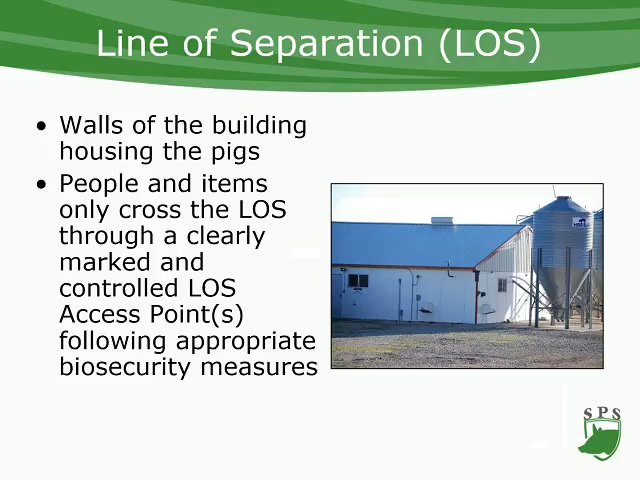 Line of Separation (LOS)
• Walls of the building
housing the pigs
• People and items
only cross the LOS
through a clearly
marked and
controlled LOS
Access Point(s)
following appropriate
biosecurity measures
SPS